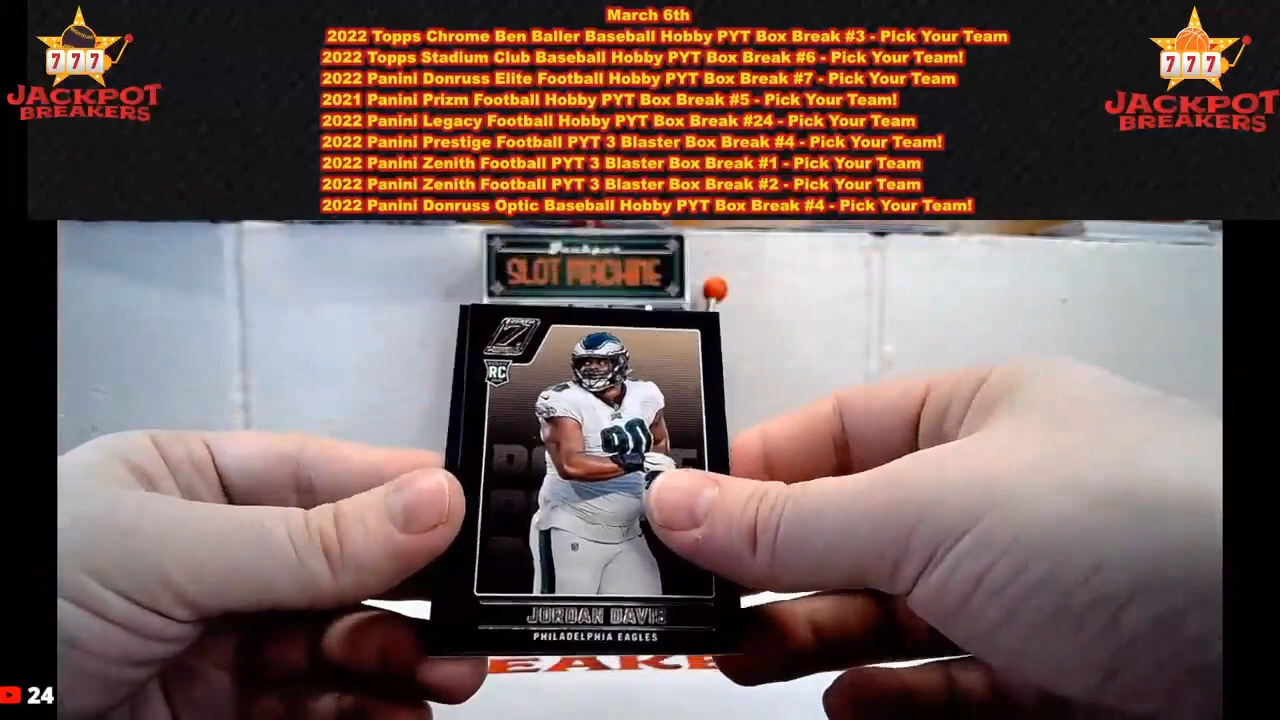 March 6th
2022 Topps Chrome Ben Baller Baseball Hobby PYT Box Break #3 - Pick Your Team
2022 Topps Stadium Club Baseball Hobby PYT Box Break #6 - Pick Your Team!
2022 Panini Donruss Elite Football Hobby PYT Box Break #7 - Pick Your Team
2021 Panini Prizm Football Hobby PYT Box Break #5 - Pick Your Team!
2022 Panini Legacy Football Hobby PYT Box Break #24 - Pick Your Team
2022 Panini Prestige Football PYT 3 Blaster Box Break #4 - Pick Your Team!
2022 Panini Zenith Football PYT 3 Blaster Box Break #1 - Pick Your Team
2022 Panini Zenith Football PYT 3 Blaster Box Break #2 - Pick Your Team
2022 Panini Donruss Optic Baseball Hobby PYT Box Break #4 - Pick Your Team!
777
JACKPOT
BREAKERS
777
JACKPOT
BREAKERS
Jackpot
SLOT MACHINE
Z
RC
90
JORDAN DAVIS
PHILADELPHIA EAGLES
24